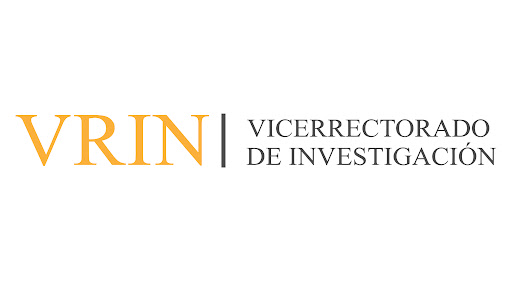 VRIN
VICERRECTORADO
DE INVESTIGACIÓN